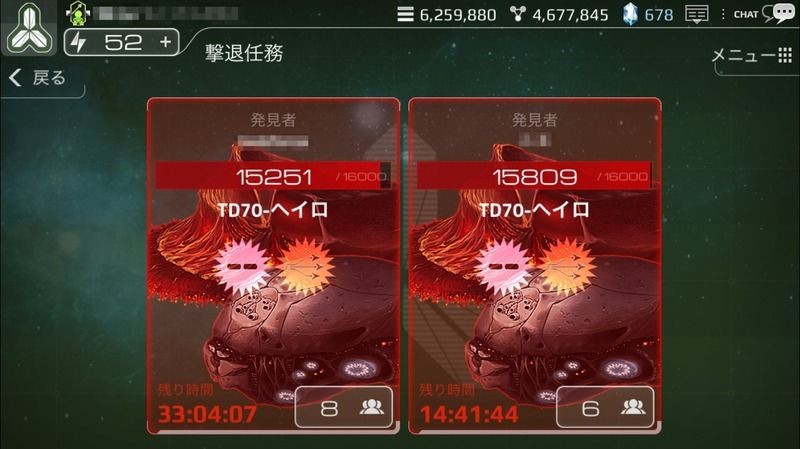 6,259,880 4,677,845 678 CHAT
52 +
撃退任務
メニュー
戻る
発見者
15251 /16000
TD70-ヘイロ
残り時間
33:04:07
8
発見者
15809 /16000
TD70-ヘイロ
残り時間
14:41:44
6